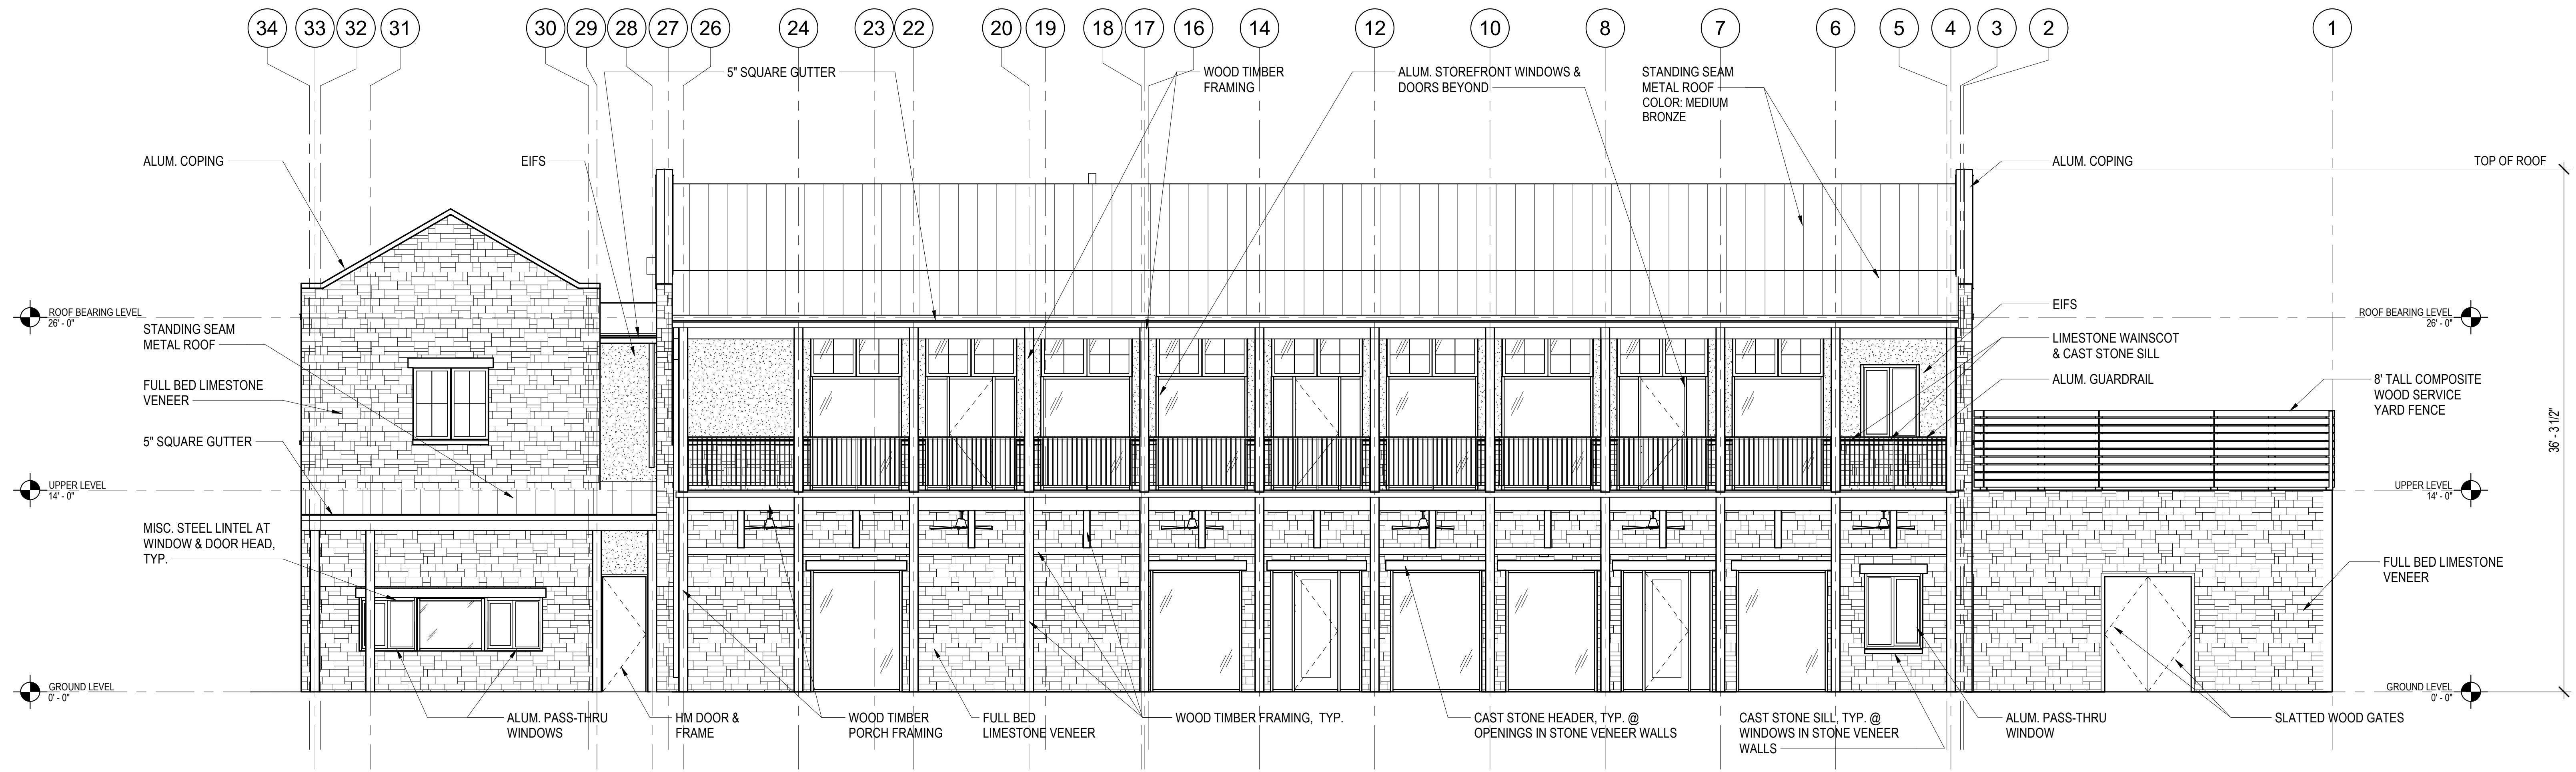 34
33
32
31
30
29
28
27
26
24
23
22
20
19
18
17
16
14
12
10
8
7
6
5
4
3
2
1
5" SQUARE GUTTER
WOOD TIMBER
FRAMING
ALUM. STOREFRONT WINDOWS &
DOORS BEYOND
STANDING SEAM
METAL ROOF
COLOR: MEDIUM
BRONZE
ALUM. COPING
EIFS
ALUM. COPING
TOP OF ROOF
ROOF BEARING LEVEL
26' - 0"
STANDING SEAM
METAL ROOF
FULL BED LIMESTONE
VENEER
5" SQUARE GUTTER
UPPER LEVEL
14' - 0"
MISC. STEEL LINTEL AT
WINDOW & DOOR HEAD,
TYP.
GROUND LEVEL
0' - 0"
EIFS
ROOF BEARING LEVEL
26' - 0"
LIMESTONE WAINSCOT
& CAST STONE SILL
ALUM. GUARDRAIL
8' TALL COMPOSITE
WOOD SERVICE
YARD FENCE
36' - 3 1/2"
UPPER LEVEL
14' - 0"
FULL BED LIMESTONE
VENEER
GROUND LEVEL
0' - 0"
ALUM. PASS-THRU
WINDOWS
HM DOOR &
FRAME
WOOD TIMBER
PORCH FRAMING
FULL BED
LIMESTONE VENEER
WOOD TIMBER FRAMING, TYP.
CAST STONE HEADER, TYP. @
OPENINGS IN STONE VENEER WALLS
CAST STONE SILL, TYP. @
WINDOWS IN STONE VENEER
WALLS
ALUM. PASS-THRU
WINDOW
SLATTED WOOD GATES